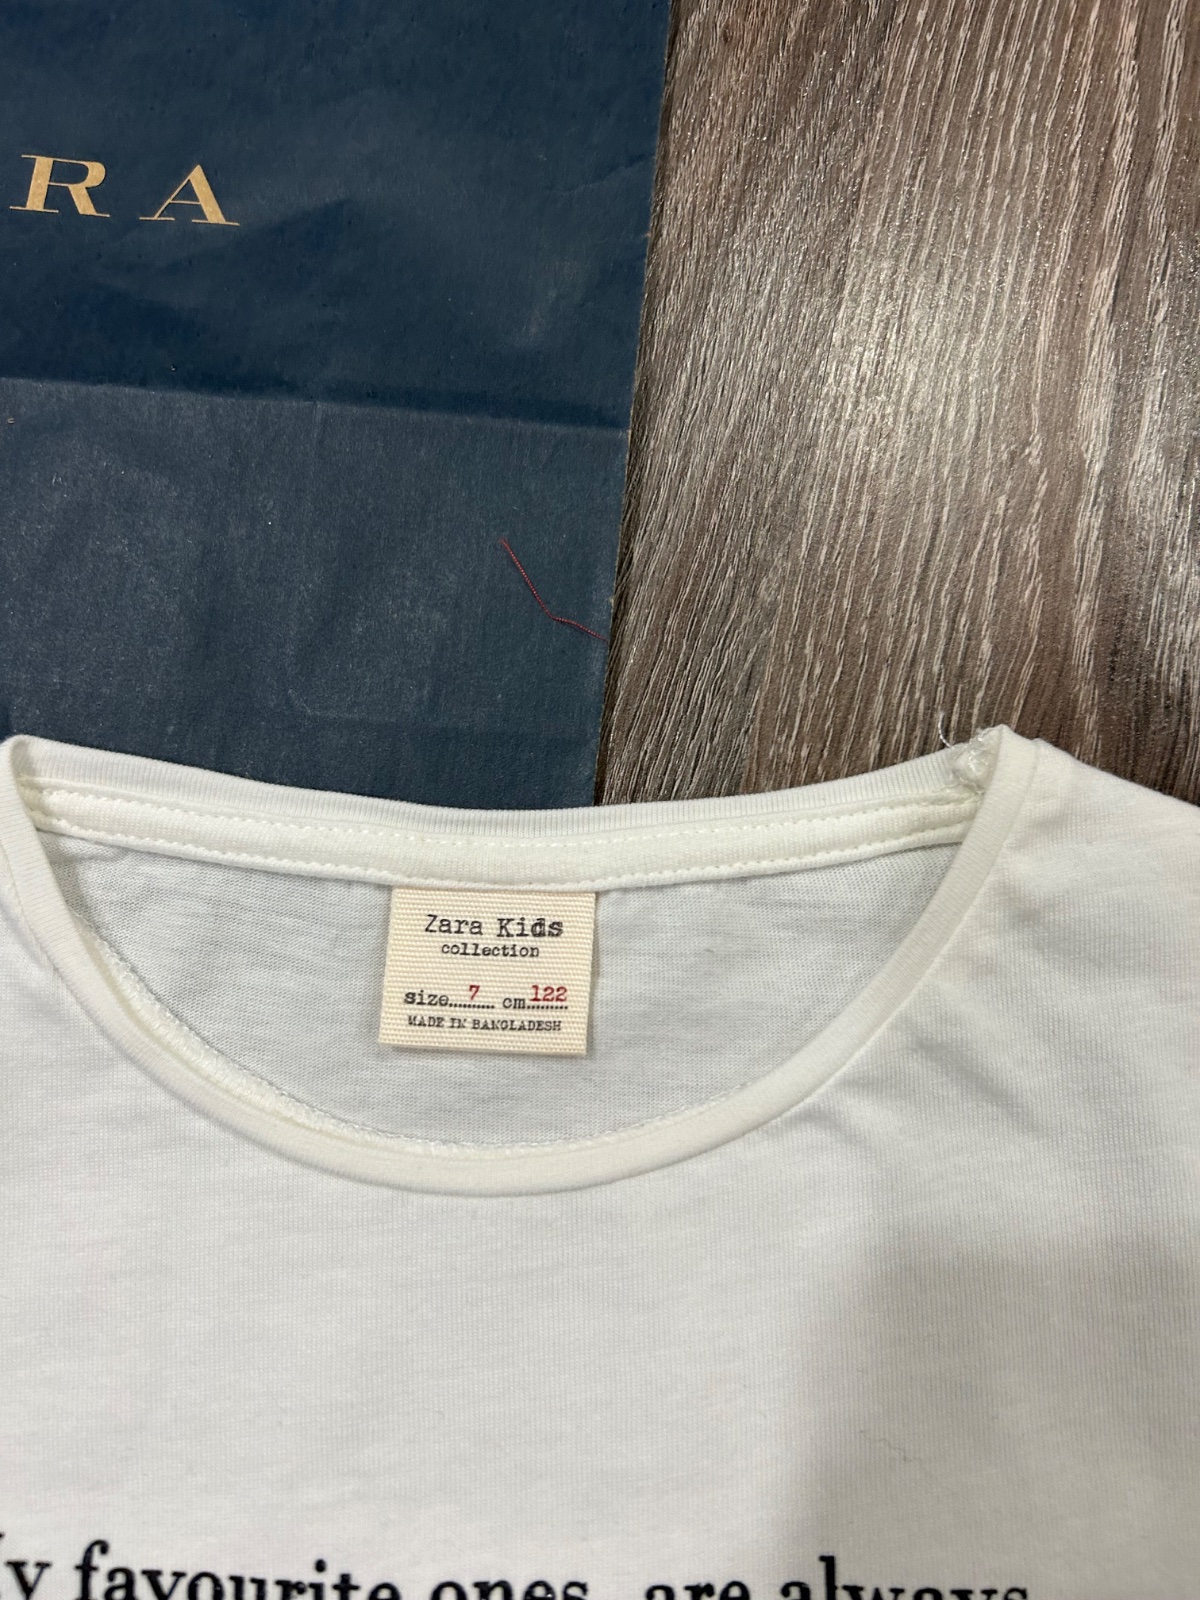 RA
Zara Kids
collection
size....7.... cm.122....
MADE IN BANGLADESH
favourite ones are always